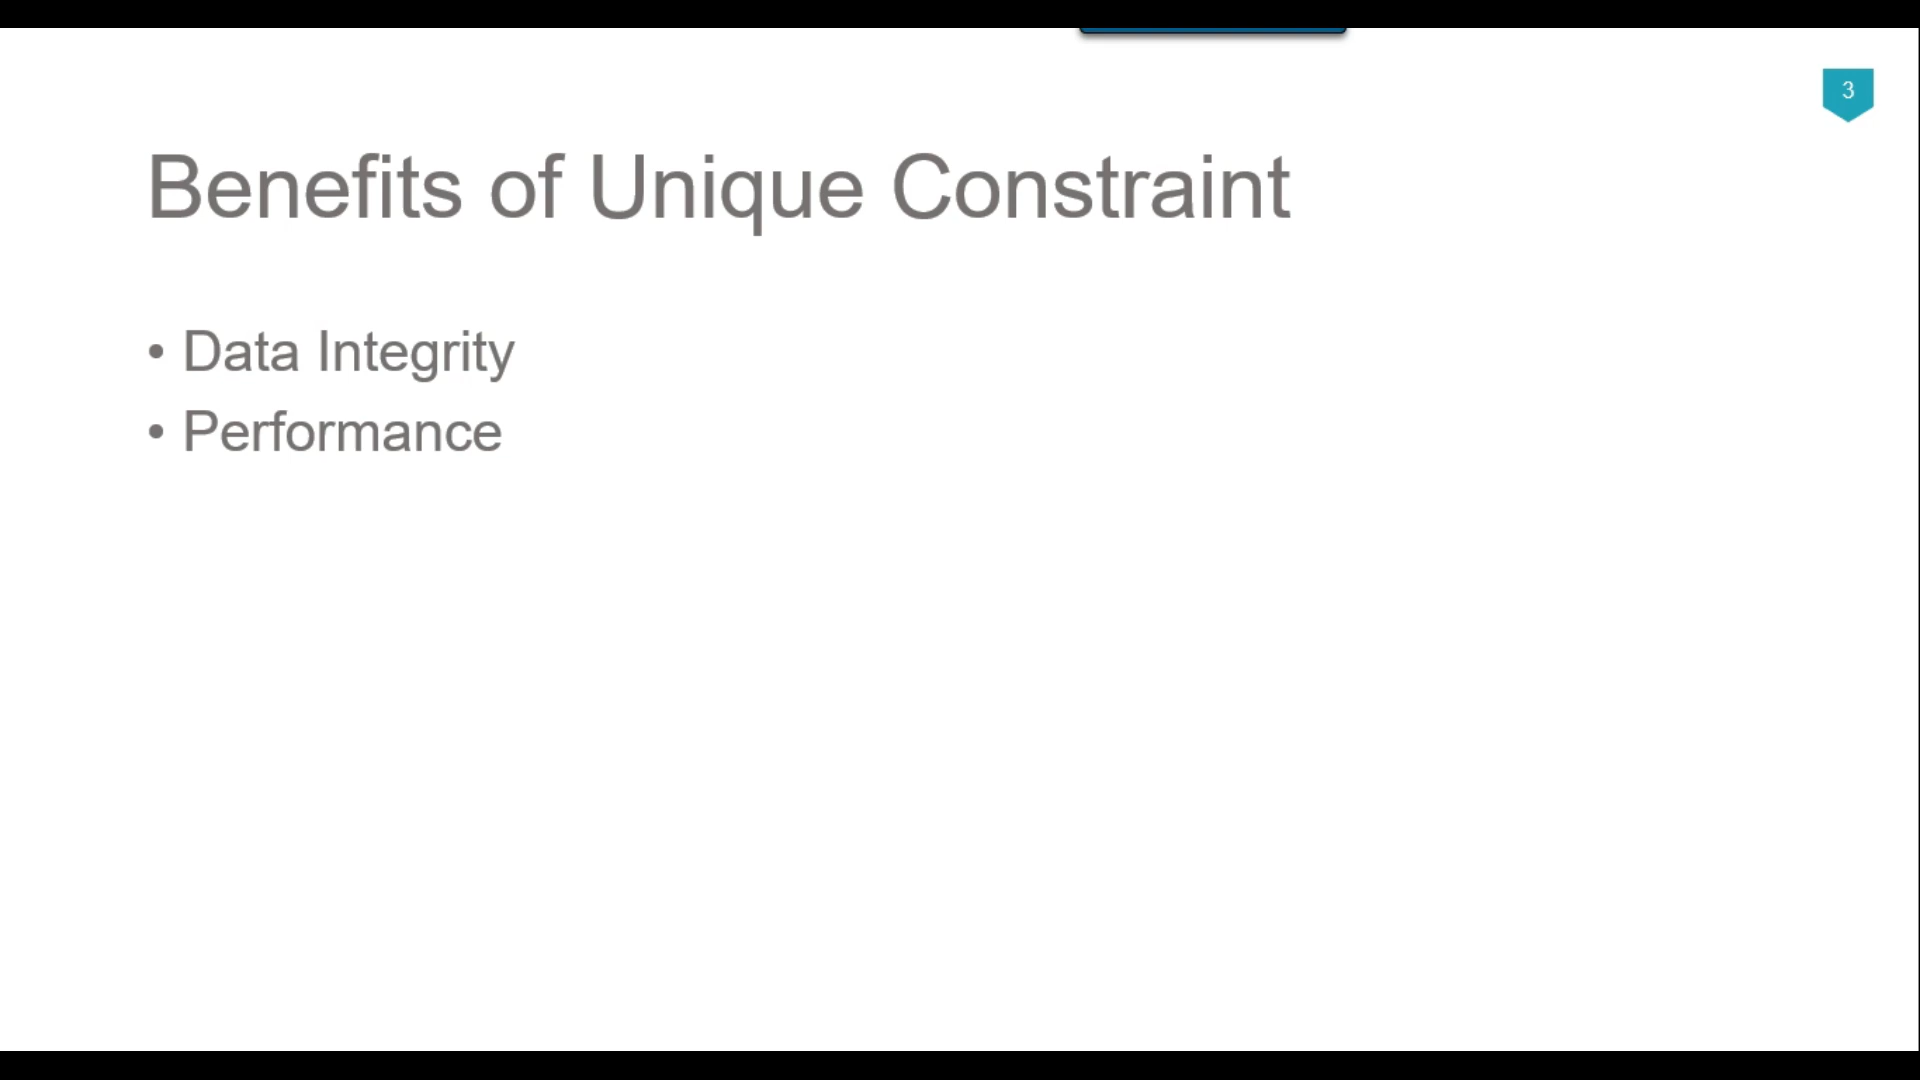 3
Benefits of Unique Constraint
• Data Integrity
• Performance